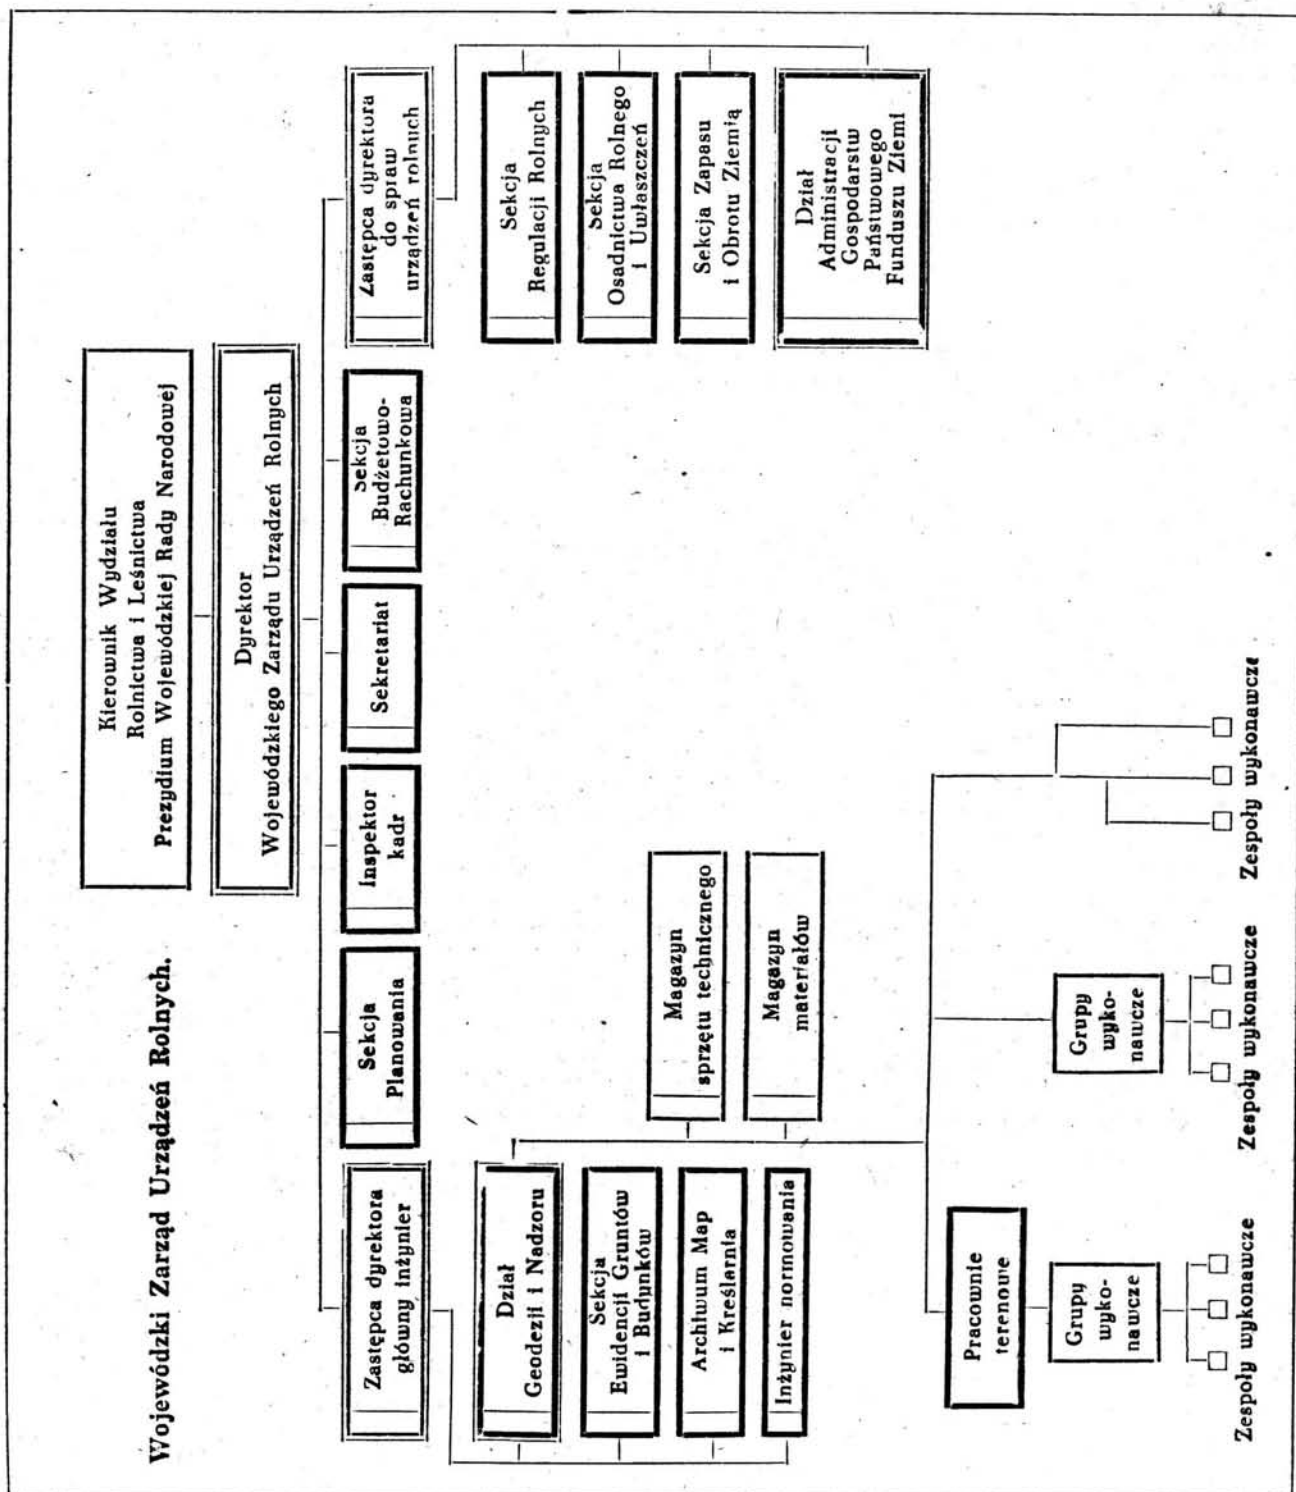 Wojewódzki Zarząd Urządzeń Rolnych.
Kierownik Wydziału
Rolnictwa i Leśnictwa
Prezydium Wojewódzkiej Rady Narodowej
Dyrektor
Wojewódzkiego Zarządu Urządzeń Rolnych
Zastępca dyrektora
główny inżynier
Sekcja
Planowania
Inspektor
kadr
Sekretariat
Sekcja
Budżetowo-
Rachunkowa
Zastępca dyrektora
do spraw
urządzeń rolnych
Dział
Geodezji i Nadzoru
Sekcja
Ewidencji Gruntów
i Budynków
Archiwum Map
i Kreślarnia
Inżynier normowania
Magazyn
sprzętu technicznego
Magazyn
materiałów
Sekcja
Regulacji Rolnych
Sekcja
Osadnictwa Rolnego
i Uwłaszczeń
Sekcja Zapasu
i Obrotu Ziemią
Dział
Administracji
Gospodarstw
Państwowego
Funduszu Ziemi
Pracownie
terenowe
Grupy
wyko-
nawcze
Grupy
wyko-
nawcze
Zespoły wykonawcze
Zespoły wykonawcze
Zespoły wykonawcze